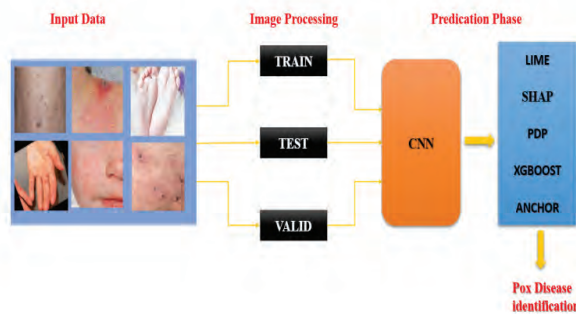 Input Data
Image Processing
Predication Phase
TRAIN
TEST
VALID
CNN
LIME
SHAP
PDP
XGBOOST
ANCHOR
Pox Disease
identification